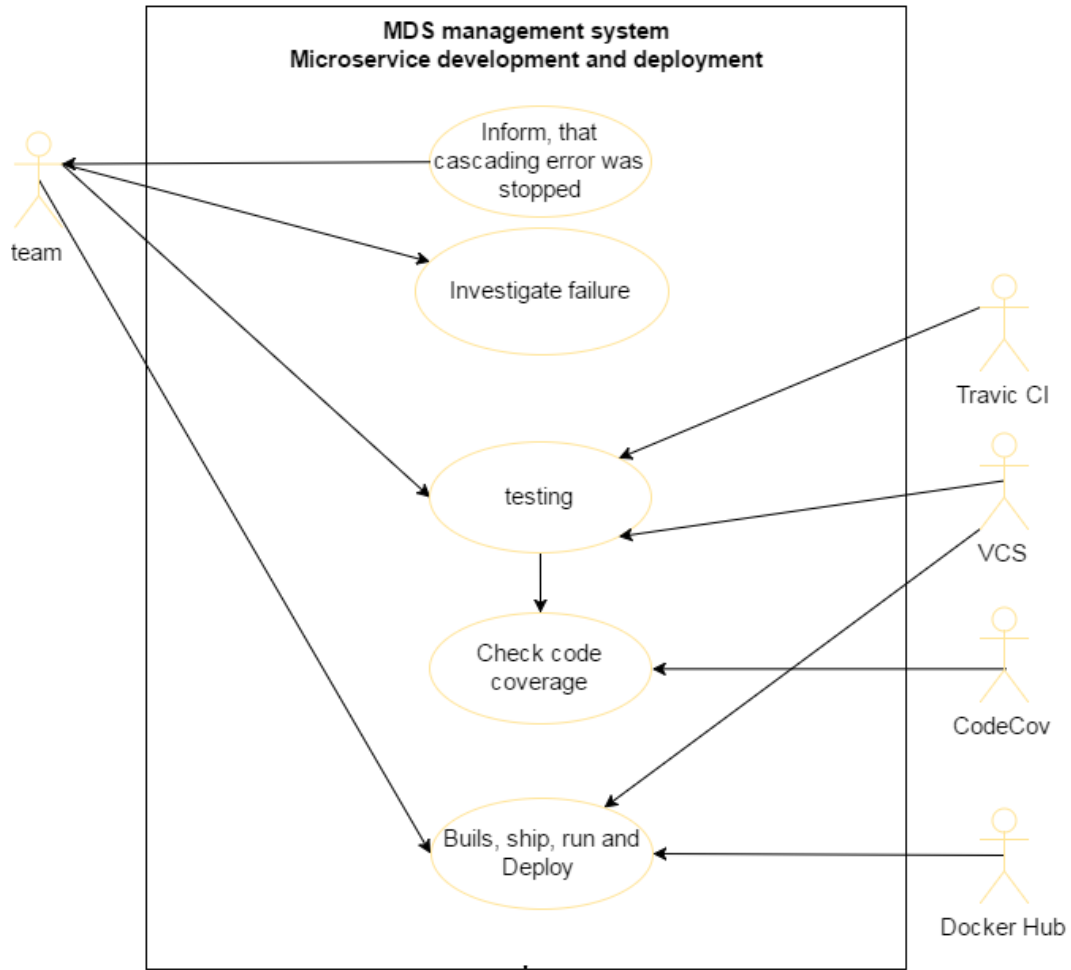 MDS management system
Microservice development and deployment
Inform, that
cascading error was
stopped
team
Investigate failure
Travic CI
testing
VCS
Check code
coverage
CodeCov
Buils, ship, run and
Deploy
Docker Hub